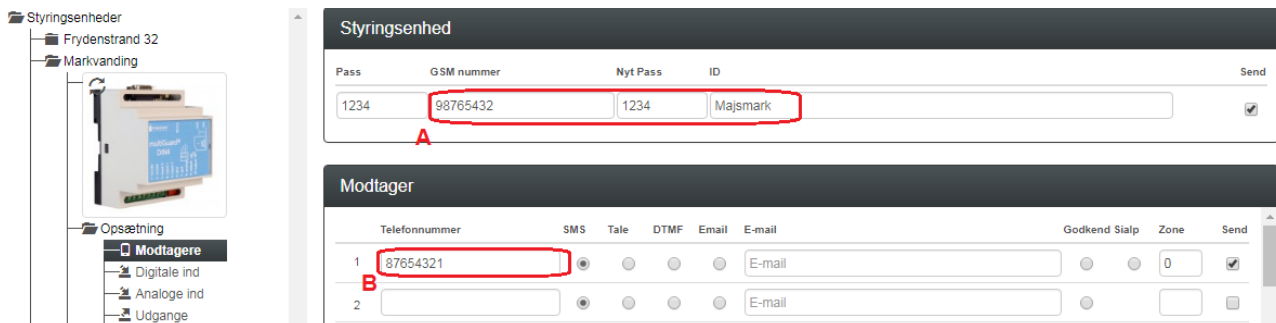 Styringsenheder
Frydenstrand 32
Markvanding
multiGuard®
DIN4
Opsætning
Modtagere
Digitale ind
Analoge ind
Udgange
Styringsenhed
Pass GSM nummer Nyt Pass ID Send
1234 98765432 1234 Majsmark
A
Modtager
Telefonnummer SMS Tale DTMF Email E-mail Godkend Sialp Zone Send
1 87654321 E-mail 0
B
2 E-mail